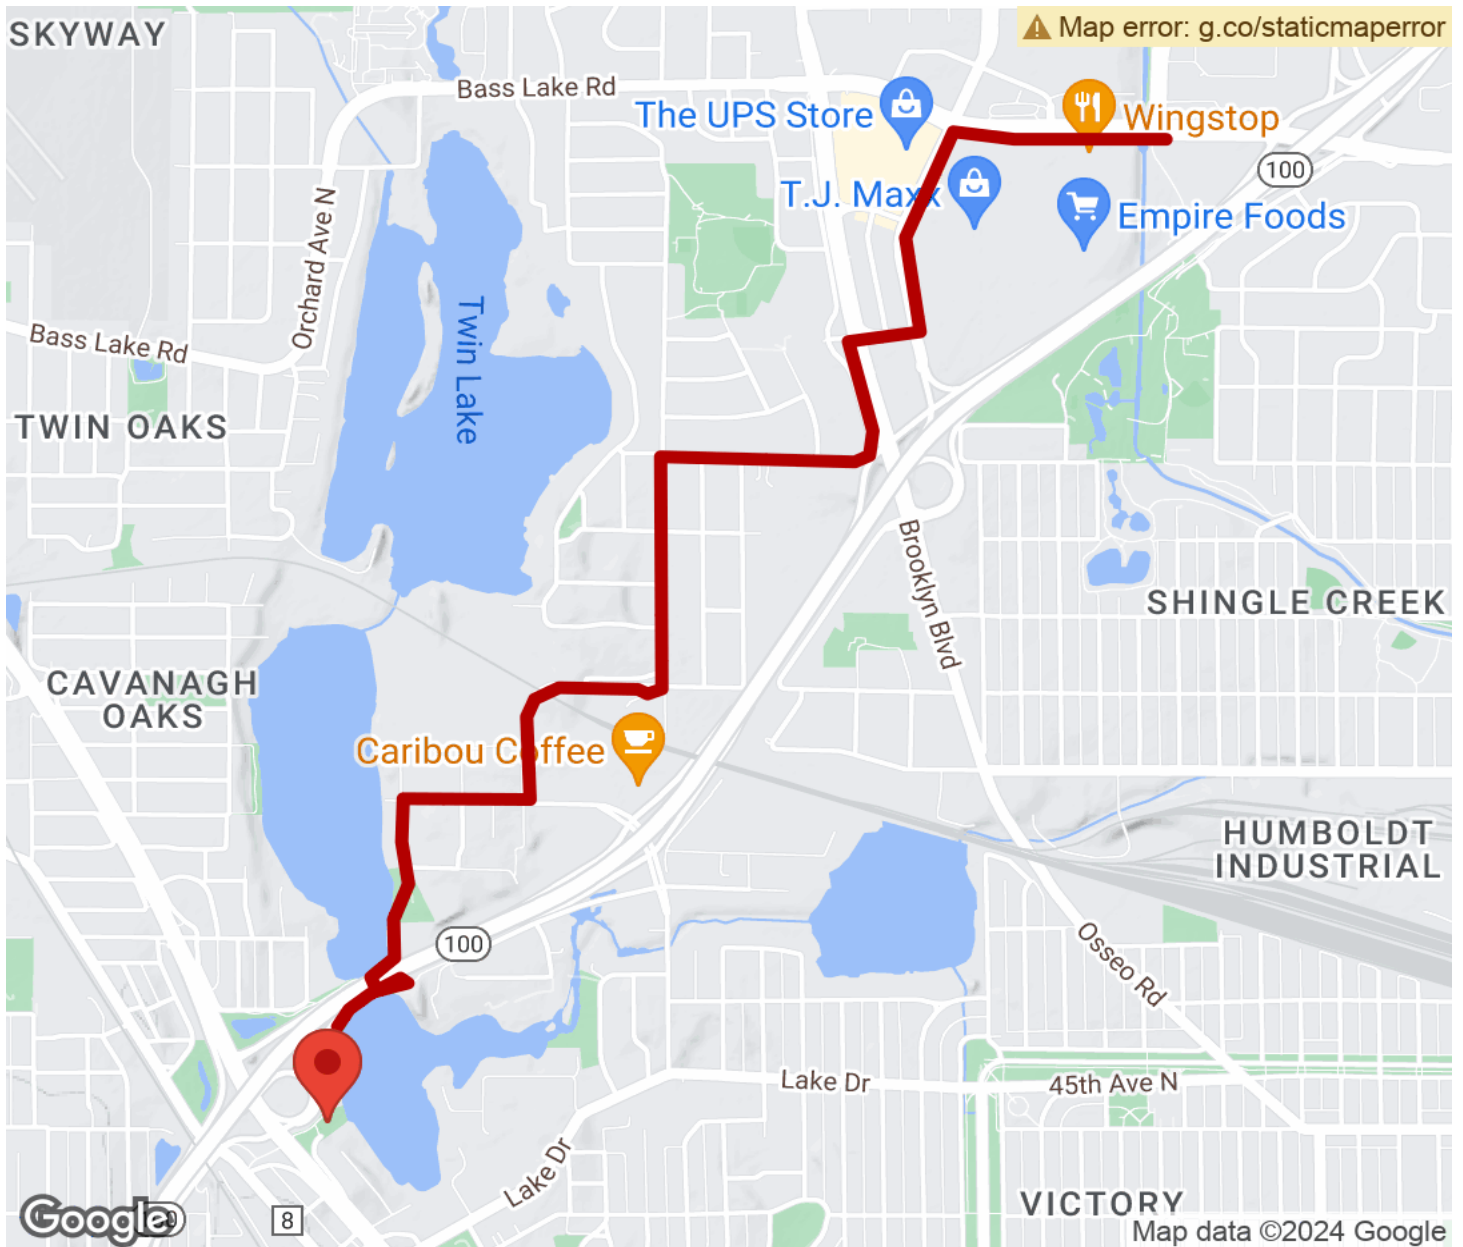 SKYWAY
Map error: g.co/staticmaperror
Bass Lake Rd
The UPS Store
Wingstop
100
T.J. Maxx
Empire Foods
Orchard Ave N
Twin Lake
Bass Lake Rd
TWIN OAKS
Brooklyn Blvd
SHINGLE CREEK
CAVANAGH
OAKS
Caribou Coffee
HUMBOLDT
INDUSTRIAL
100
Osseo Rd
Lake Dr
45th Ave N
Lake Dr
VICTORY
Google
8
Map data ©2024 Google